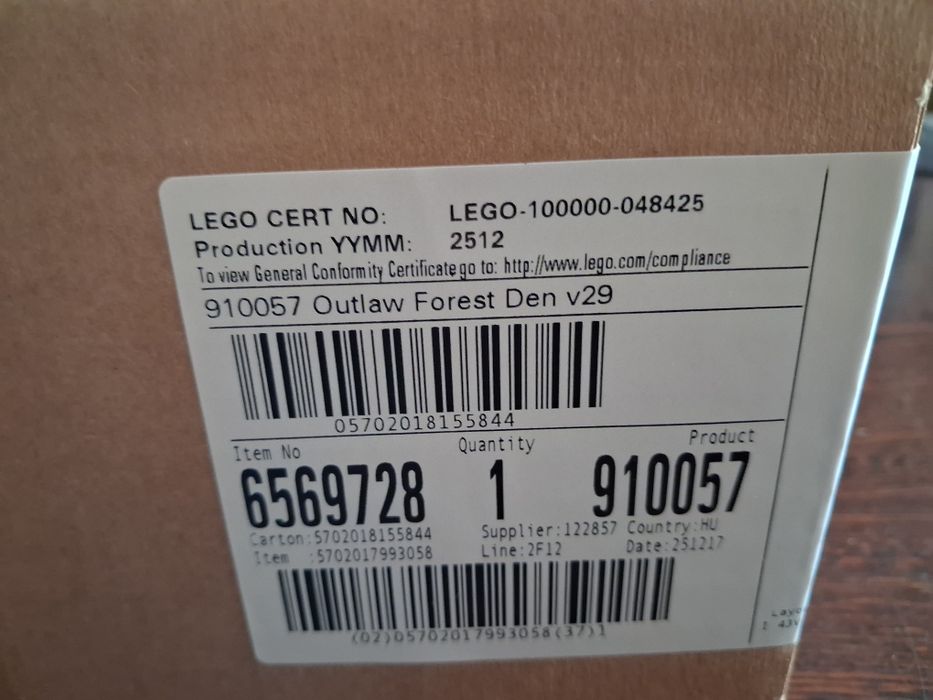 LEGO CERT NO: LEGO-100000-048425
Production YYMM: 2512
To view General Conformity Certificate go to: http://www.lego.com/compliance
910057 Outlaw Forest Den v29
05702018155844
Item No Quantity Product
6569728 1 910057
Carton:5702018155844 Supplier:122857 Country:HU
Item :5702017993058 Line:2F12 Date:251217
(02)05702017993058(37)1